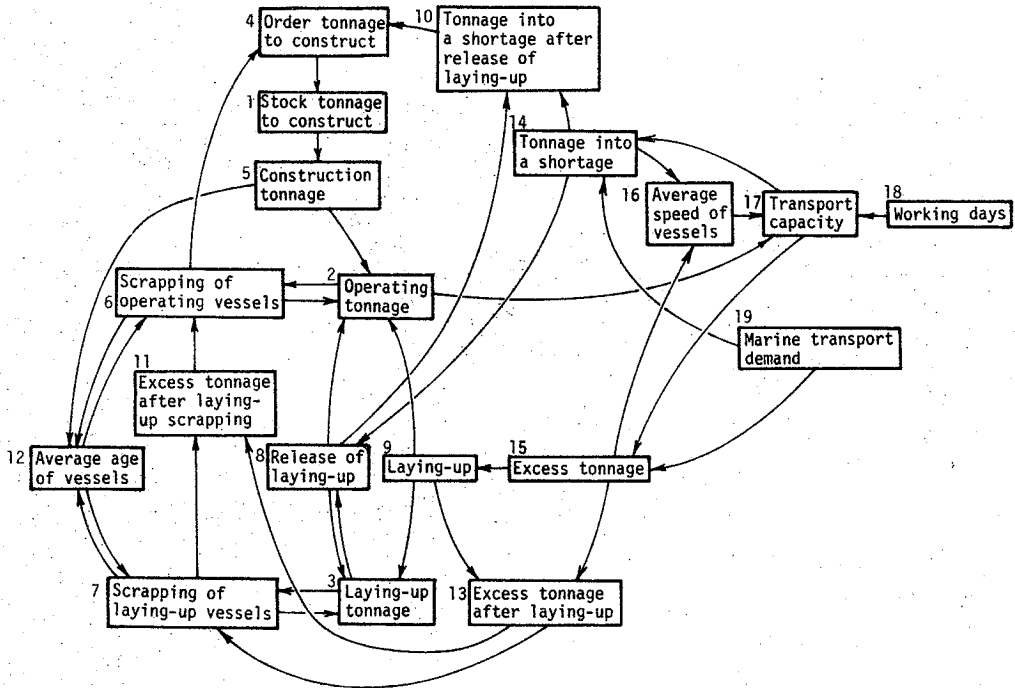 4 Order tonnage
to construct
10 Tonnage into
a shortage after
release of
laying-up
1 Stock tonnage
to construct
14 Tonnage into
a shortage
5 Construction
tonnage
16 Average
speed of
vessels
17 Transport
capacity
18 Working days
6 Scrapping of
operating vessels
2 Operating
tonnage
19 Marine transport
demand
11 Excess tonnage
after laying-
up scrapping
12 Average age
of vessels
8 Release of
laying-up
9 Laying-up
15 Excess tonnage
7 Scrapping of
laying-up vessels
3 Laying-up
tonnage
13 Excess tonnage
after laying-up